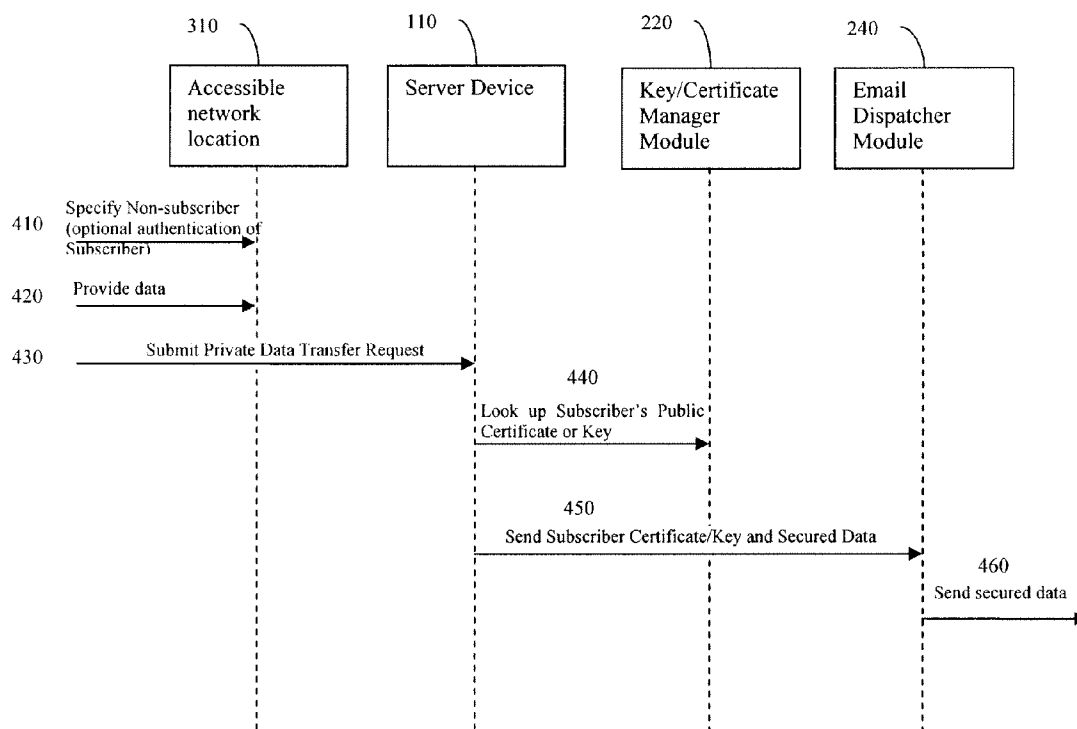 310
110
220
240
Accessible
network
location
Server Device
Key/Certificate
Manager
Module
Email
Dispatcher
Module
410
Specify Non-subscriber
(optional authentication of
Subscriber)
420
Provide data
430
Submit Private Data Transfer Request
440
Look up Subscriber's Public
Certificate or Key
450
Send Subscriber Certificate/Key and Secured Data
460
Send secured data